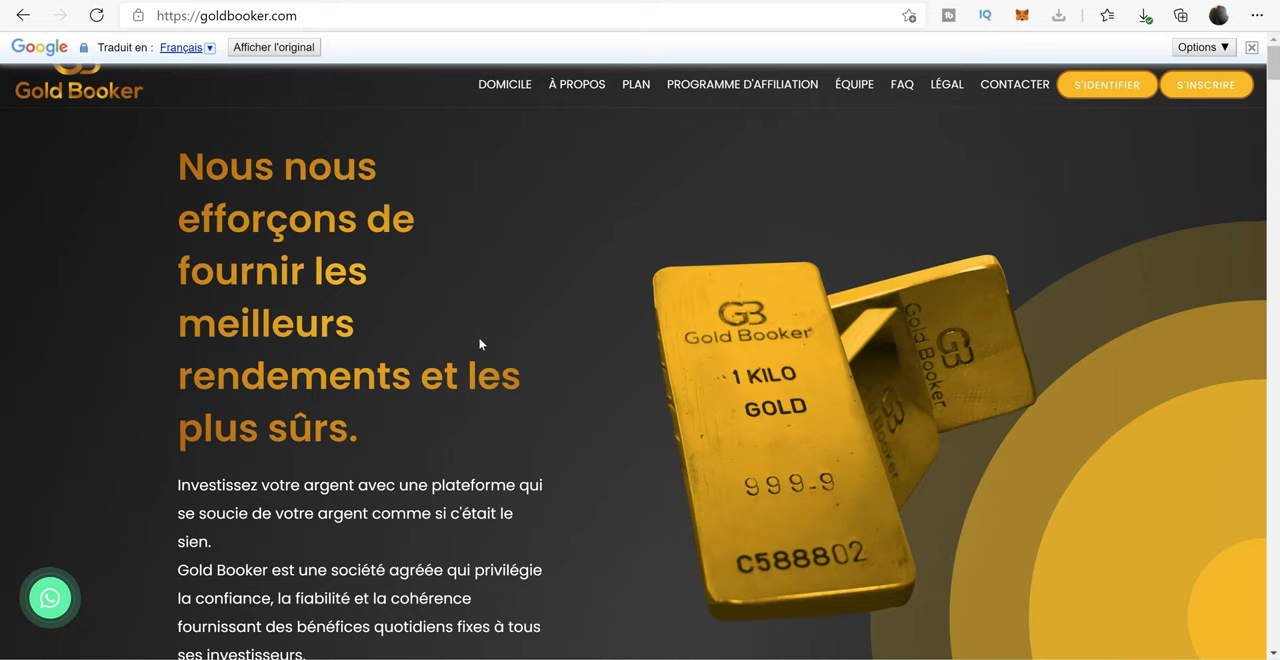 https://goldbooker.com
Google Traduit en : Français Afficher l'original Options ▼
Gold Booker
DOMICILE À PROPOS PLAN PROGRAMME D'AFFILIATION ÉQUIPE FAQ LÉGAL CONTACTER S'IDENTIFIER S'INSCRIRE
Nous nous
efforçons de
fournir les
meilleurs
rendements et les
plus sûrs.
Investissez votre argent avec une plateforme qui
se soucie de votre argent comme si c'était le
sien.
Gold Booker est une société agréée qui privilégie
la confiance, la fiabilité et la cohérence
fournissant des bénéfices quotidiens fixes à tous
ses investisseurs.
GB
Gold Booker
1 KILO
GOLD
999.9
C588802
GB
Gold Booker
GB
Booker